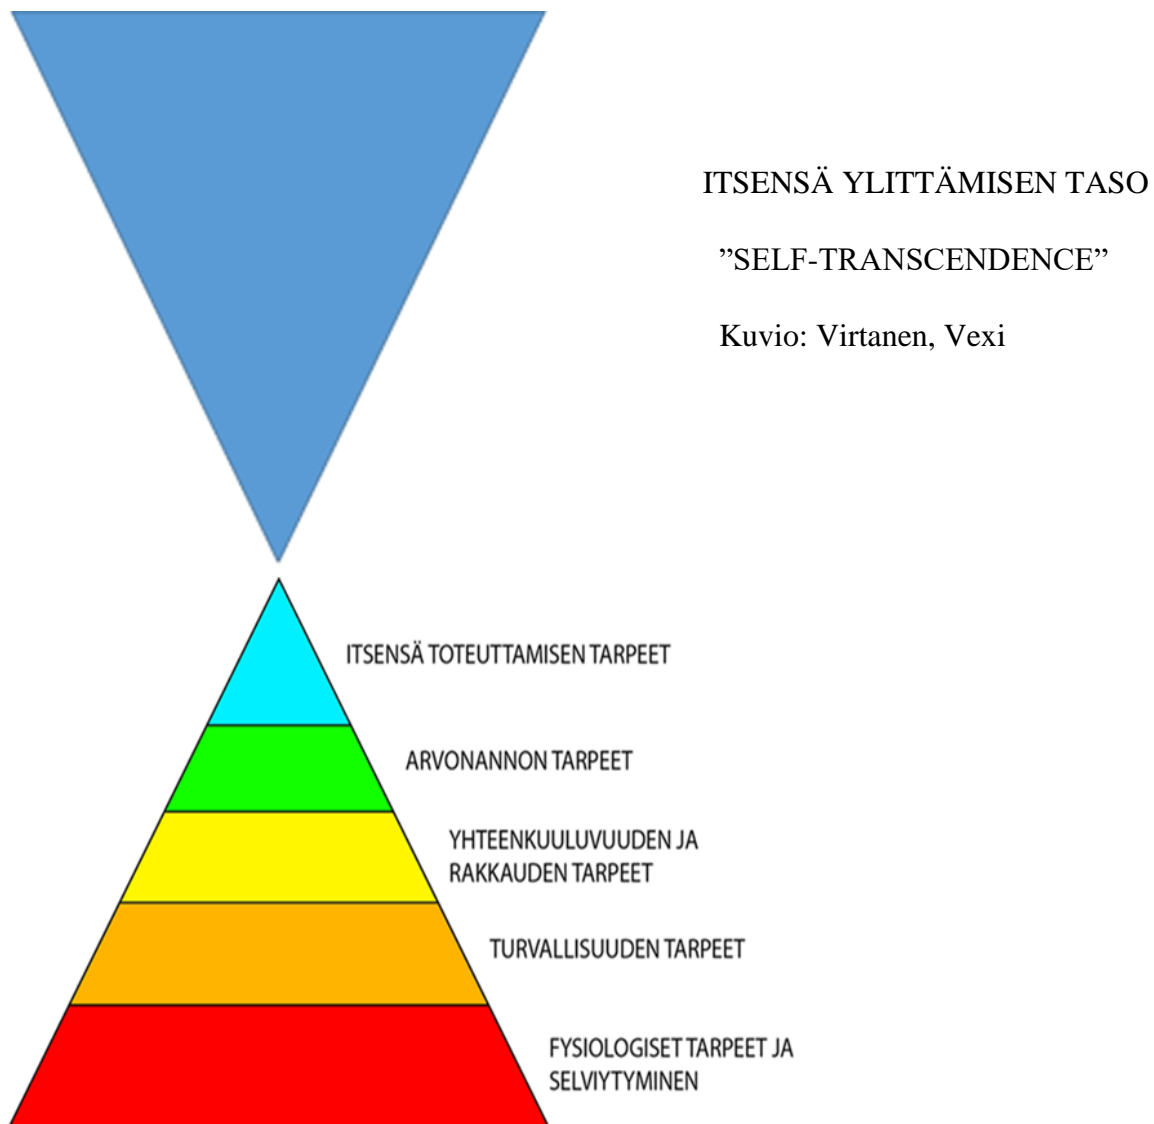 ITSENSÄ YLITTÄMISEN TASO
”SELF-TRANSCENDENCE”
Kuvio: Virtanen, Vexi
ITSENSÄ TOTEUTTAMISEN TARPEET
ARVONANNON TARPEET
YHTEENKUULUVUUDEN JA
RAKKAUDEN TARPEET
TURVALLISUUDEN TARPEET
FYSIOLOGISET TARPEET JA
SELVIYTYMINEN